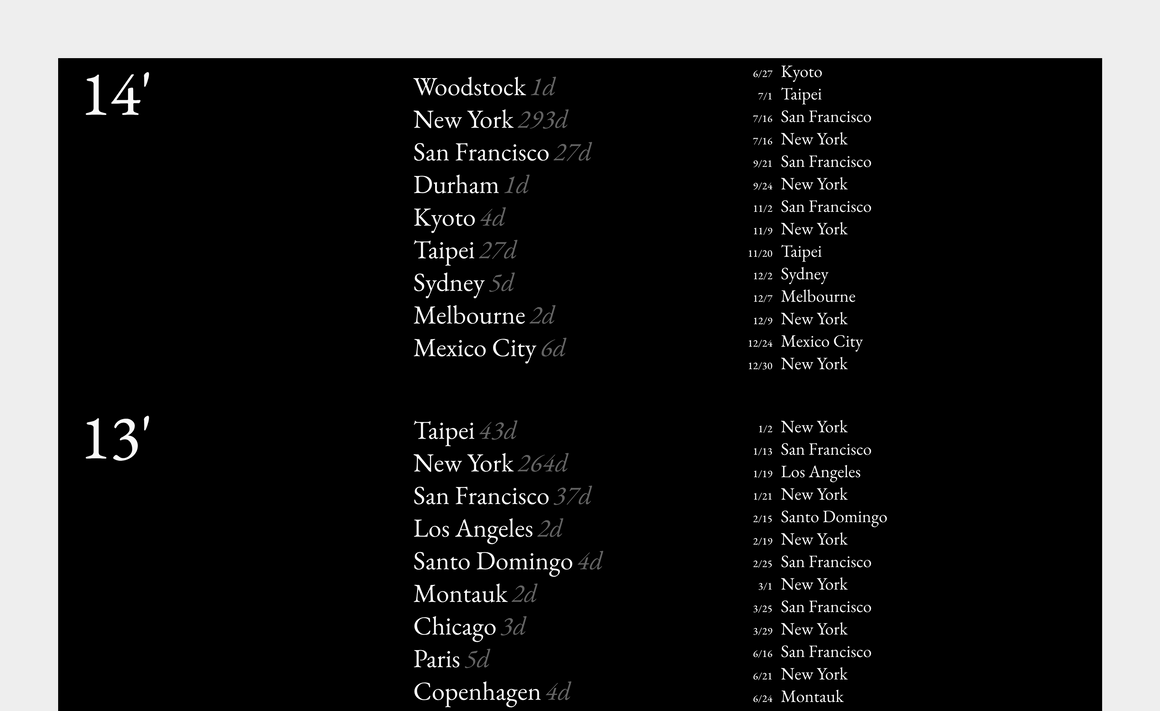 14'
Woodstock 1d
New York 293d
San Francisco 27d
Durham 1d
Kyoto 4d
Taipei 27d
Sydney 5d
Melbourne 2d
Mexico City 6d
6/27 Kyoto
7/1 Taipei
7/16 San Francisco
7/16 New York
9/21 San Francisco
9/24 New York
11/2 San Francisco
11/9 New York
11/20 Taipei
12/2 Sydney
12/7 Melbourne
12/9 New York
12/24 Mexico City
12/30 New York
13'
Taipei 43d
New York 264d
San Francisco 37d
Los Angeles 2d
Santo Domingo 4d
Montauk 2d
Chicago 3d
Paris 5d
Copenhagen 4d
1/2 New York
1/13 San Francisco
1/19 Los Angeles
1/21 New York
2/15 Santo Domingo
2/19 New York
2/25 San Francisco
3/1 New York
3/25 San Francisco
3/29 New York
6/16 San Francisco
6/21 New York
6/24 Montauk